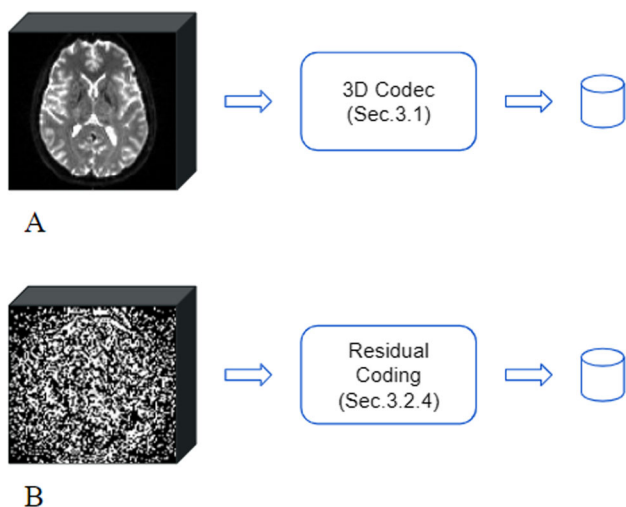 3D Codec
(Sec.3.1)
A
Residual
Coding
(Sec.3.2.4)
B